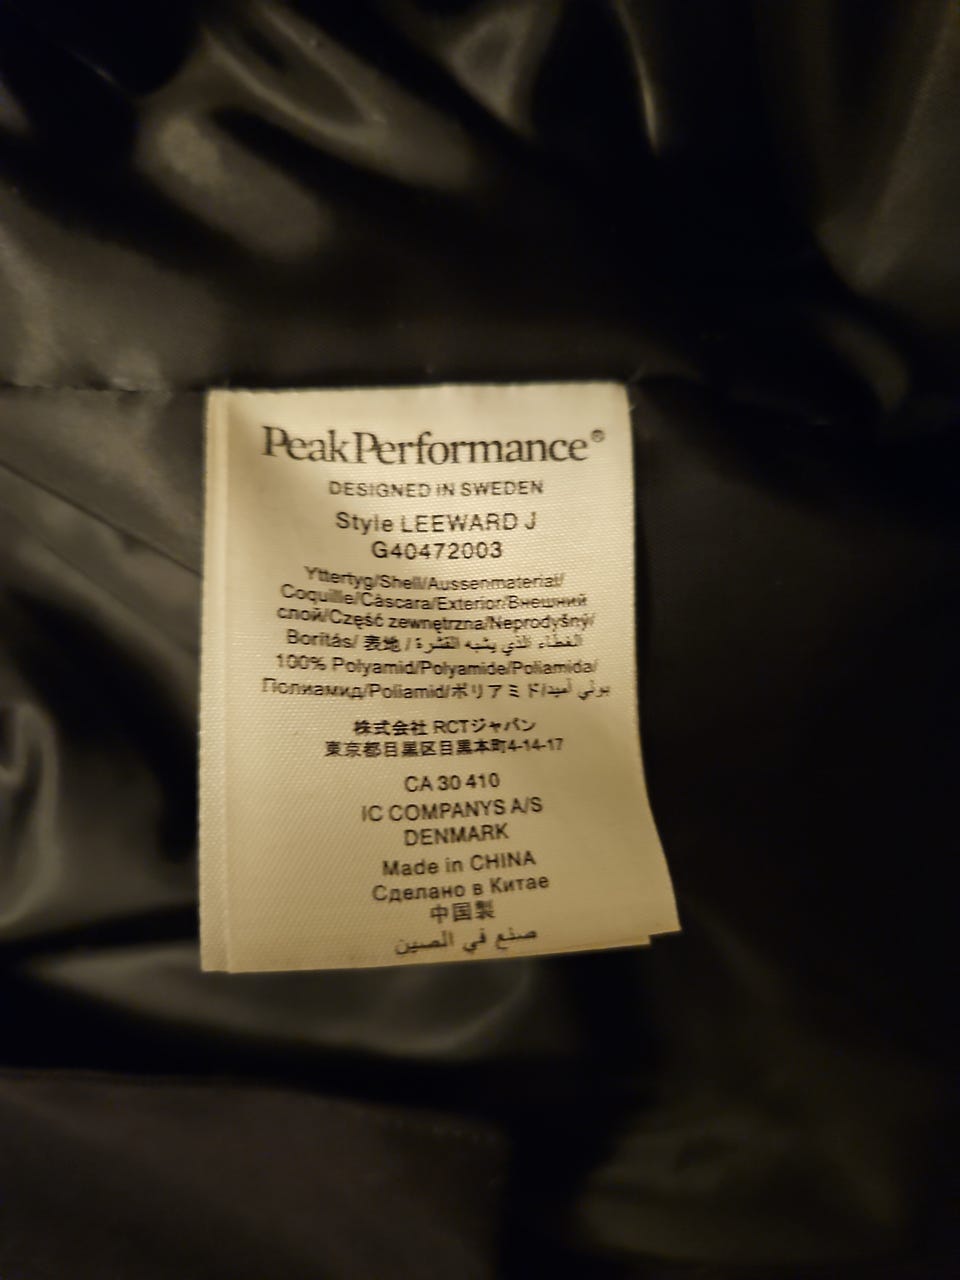 PeakPerformance®
DESIGNED IN SWEDEN
Style LEEWARD J
G40472003
Yttertyg/Shell/Aussenmaterial/
Coquille/Càscara/Exterior/Внешний
слой/Część zewnętrzna/Neprodyšný/
Borítás/ 表地 / الغطاء الذي يشبه القشرة
100% Polyamid/Polyamide/Poliamida/
Полиамид/Poliamid/ポリアミド/بولي أميد
株式会社 RCTジャパン
東京都目黒区目黒本町4-14-17
CA 30 410
IC COMPANYS A/S
DENMARK
Made in CHINA
Сделано в Китае
中国製
صنع في الصين